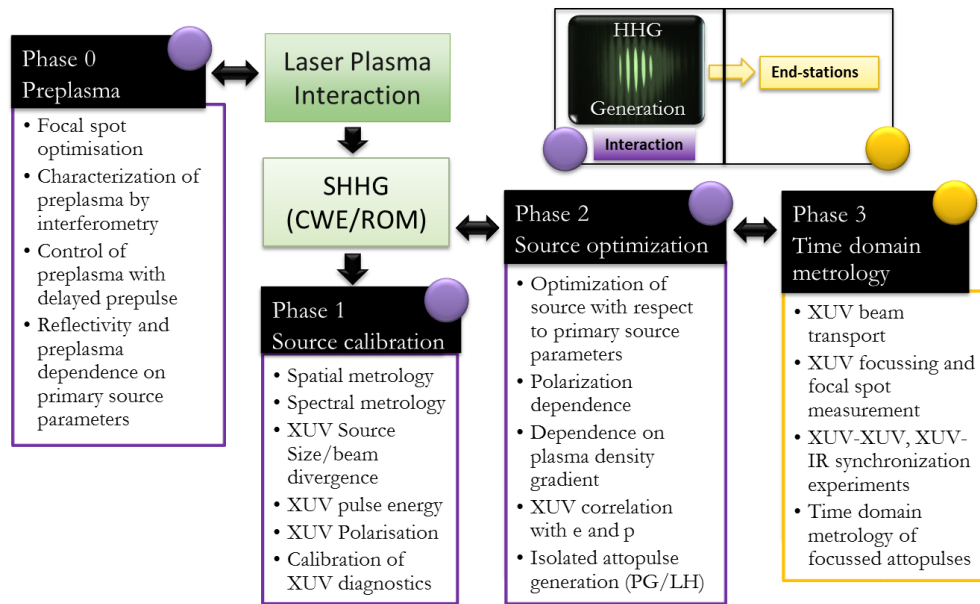 Phase 0
Preplasma
• Focal spot
optimisation
• Characterization of
preplasma by
interferometry
• Control of
preplasma with
delayed prepulse
• Reflectivity and
preplasma
dependence on
primary source
parameters
Laser Plasma
Interaction
SHHG
(CWE/ROM)
Phase 1
Source calibration
• Spatial metrology
• Spectral metrology
• XUV Source
Size/beam
divergence
• XUV pulse energy
• XUV Polarisation
• Calibration of
XUV diagnostics
HHG
Generation
Interaction
End-stations
Phase 2
Source optimization
• Optimization of
source with respect
to primary source
parameters
• Polarization
dependence
• Dependence on
plasma density
gradient
• XUV correlation
with e and p
• Isolated attopulse
generation (PG/LH)
Phase 3
Time domain
metrology
• XUV beam
transport
• XUV focussing and
focal spot
measurement
• XUV-XUV, XUV-
IR synchronization
experiments
• Time domain
metrology of
focussed attopulses